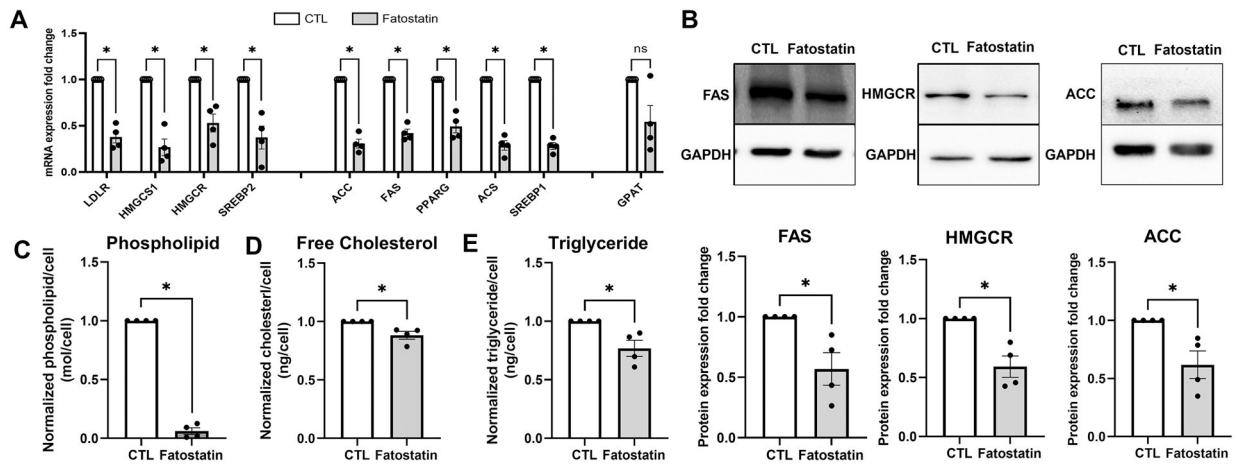 A
CTL
Fatostatin
mRNA expression fold change
1.5
1.0
0.5
0.0
*
*
*
*
*
*
*
*
*
ns
LDLR
HMGCS1
HMGCR
SREBP2
ACC
FAS
PPARG
ACS
SREBP1
GPAT
B
CTL Fatostatin
FAS
GAPDH
CTL Fatostatin
HMGCR
GAPDH
CTL Fatostatin
ACC
GAPDH
C
Phospholipid
Normalized phospholipid/cell
(mol/cell)
1.5
1.0
0.5
0.0
*
CTL Fatostatin
D
Free Cholesterol
Normalized cholesterl/cell
(ng/cell)
1.5
1.0
0.5
0.0
*
CTL Fatostatin
E
Triglyceride
Normalized triglyceride/cell
(ng/cell)
1.5
1.0
0.5
0.0
*
CTL Fatostatin
FAS
Protein expression fold change
1.5
1.0
0.5
0.0
*
CTL Fatostatin
HMGCR
Protein expression fold change
1.5
1.0
0.5
0.0
*
CTL Fatostatin
ACC
Protein expression fold change
1.5
1.0
0.5
0.0
*
CTL Fatostatin